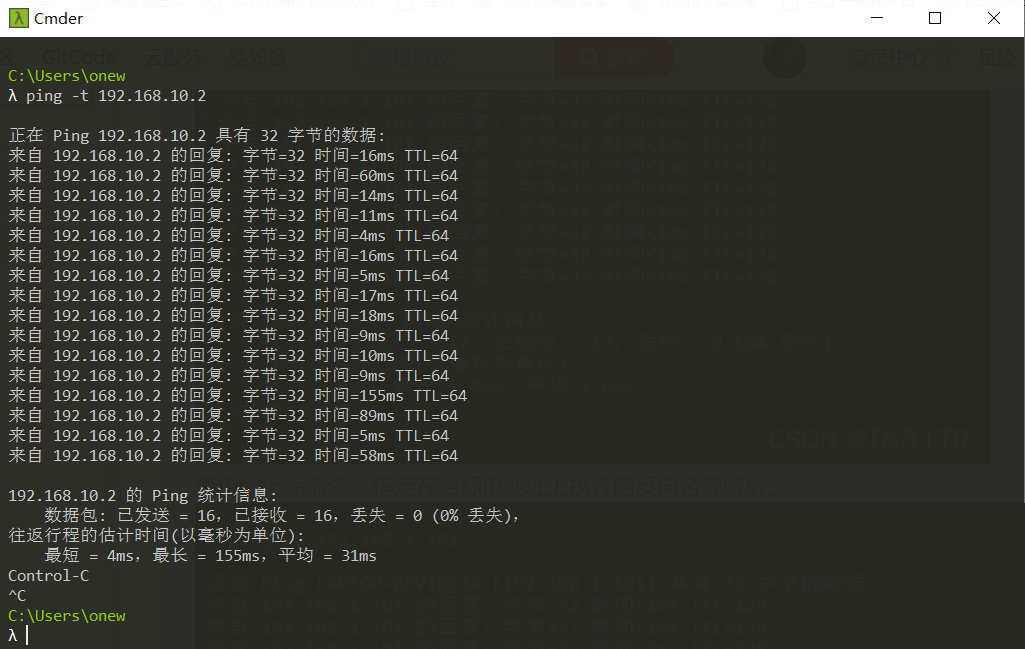 Cmder
C:\Users\onew
λ ping -t 192.168.10.2
正在 Ping 192.168.10.2 具有 32 字节的数据:
来自 192.168.10.2 的回复: 字节=32 时间=16ms TTL=64
来自 192.168.10.2 的回复: 字节=32 时间=60ms TTL=64
来自 192.168.10.2 的回复: 字节=32 时间=14ms TTL=64
来自 192.168.10.2 的回复: 字节=32 时间=11ms TTL=64
来自 192.168.10.2 的回复: 字节=32 时间=4ms TTL=64
来自 192.168.10.2 的回复: 字节=32 时间=16ms TTL=64
来自 192.168.10.2 的回复: 字节=32 时间=5ms TTL=64
来自 192.168.10.2 的回复: 字节=32 时间=17ms TTL=64
来自 192.168.10.2 的回复: 字节=32 时间=18ms TTL=64
来自 192.168.10.2 的回复: 字节=32 时间=9ms TTL=64
来自 192.168.10.2 的回复: 字节=32 时间=10ms TTL=64
来自 192.168.10.2 的回复: 字节=32 时间=9ms TTL=64
来自 192.168.10.2 的回复: 字节=32 时间=155ms TTL=64
来自 192.168.10.2 的回复: 字节=32 时间=89ms TTL=64
来自 192.168.10.2 的回复: 字节=32 时间=5ms TTL=64
来自 192.168.10.2 的回复: 字节=32 时间=58ms TTL=64
192.168.10.2 的 Ping 统计信息:
数据包: 已发送 = 16，已接收 = 16，丢失 = 0 (0% 丢失)，
往返行程的估计时间(以毫秒为单位):
最短 = 4ms，最长 = 155ms，平均 = 31ms
Control-C
^C
C:\Users\onew
λ